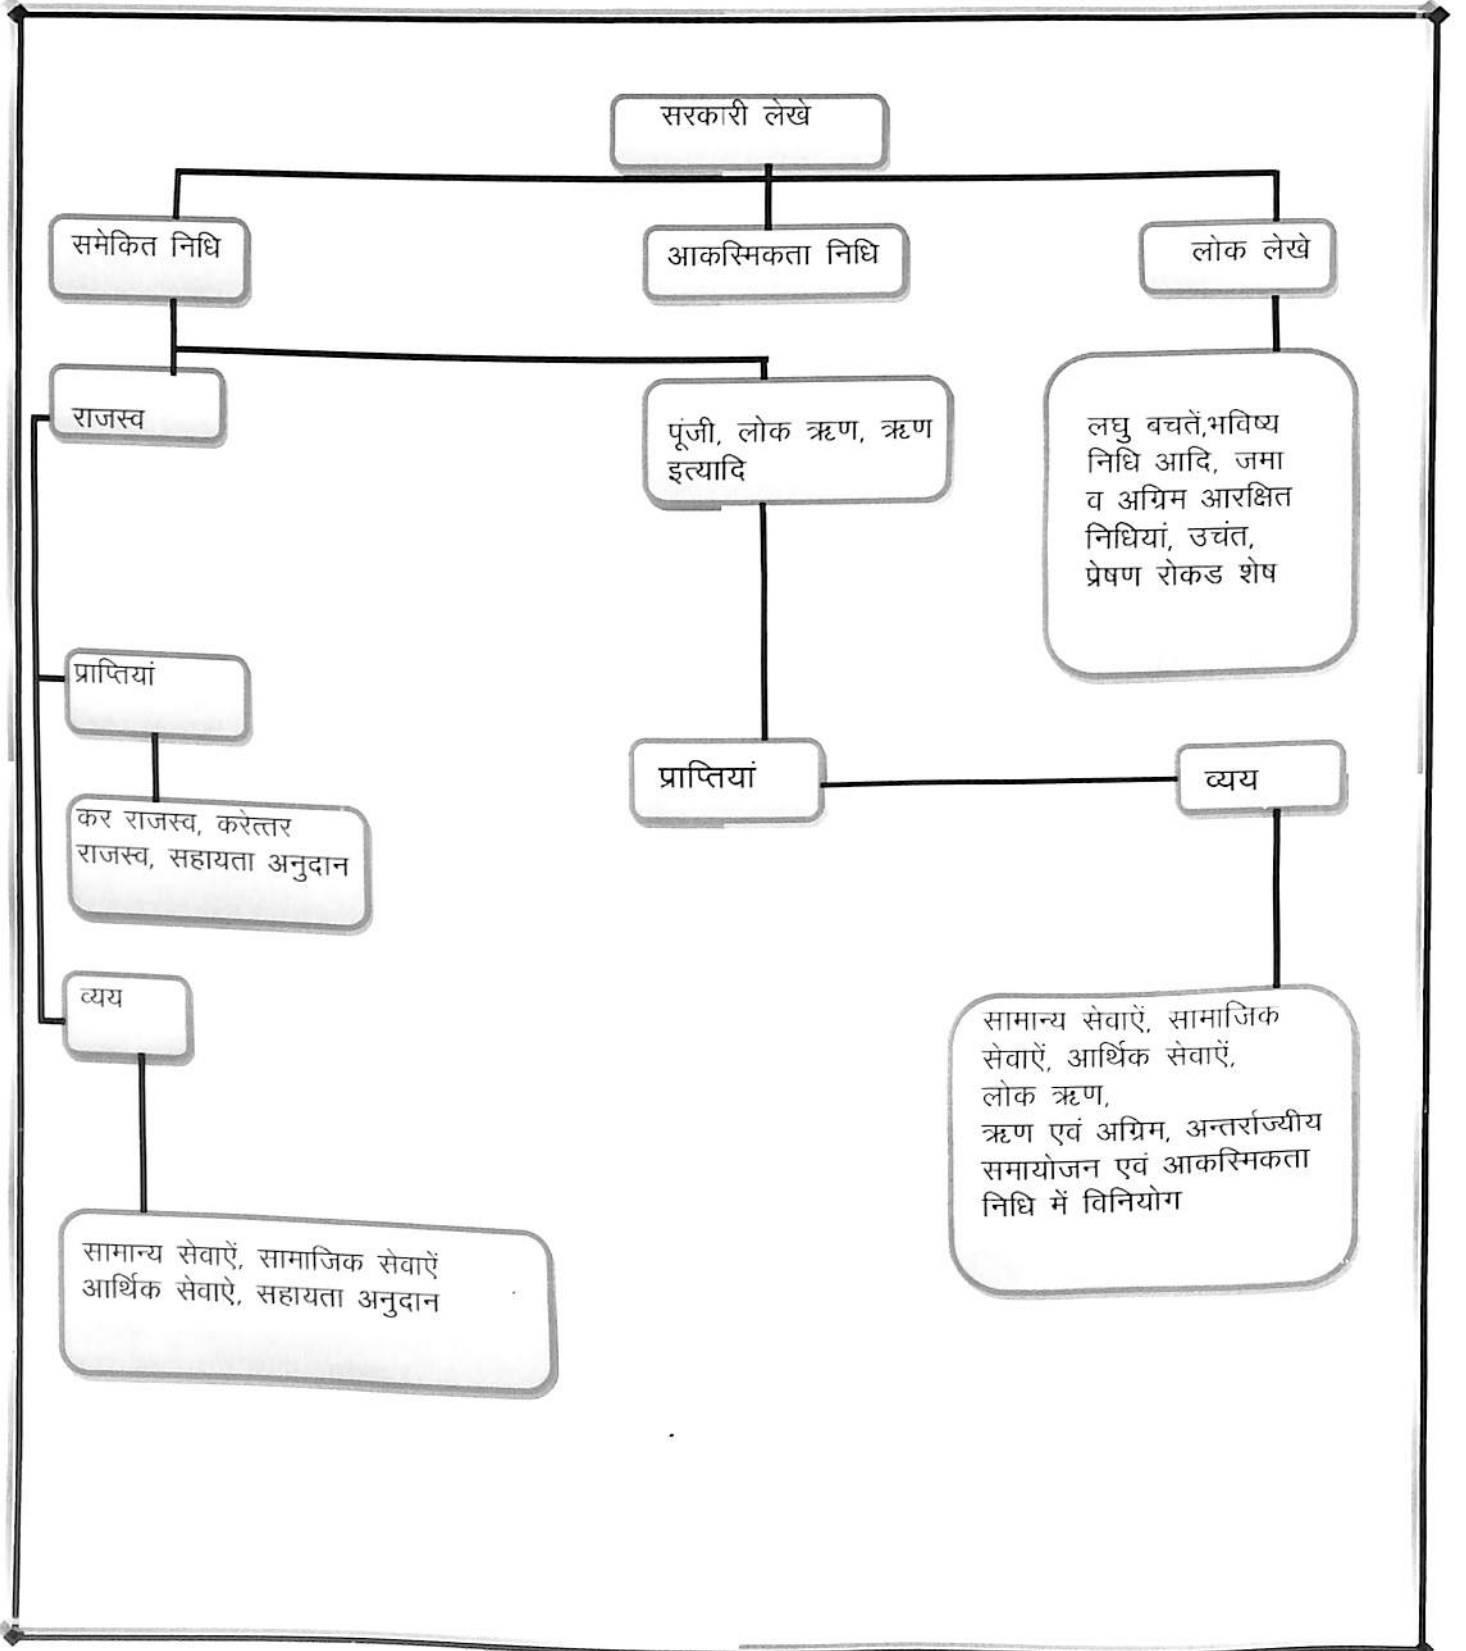 सरकारी लेखे
समेकित निधि
आकस्मिकता निधि
लोक लेखे
राजस्व
पूंजी, लोक ऋण, ऋण
इत्यादि
लघु बचतें,भविष्य
निधि आदि, जमा
व अग्रिम आरक्षित
निधियां, उचंत,
प्रेषण रोकड शेष
प्राप्तियां
कर राजस्व, करेत्तर
राजस्व, सहायता अनुदान
प्राप्तियां
व्यय
व्यय
सामान्य सेवाऐं, सामाजिक सेवाऐं
आर्थिक सेवाऐ, सहायता अनुदान
सामान्य सेवाऐं, सामाजिक
सेवाऐं, आर्थिक सेवाऐं,
लोक ऋण,
ऋण एवं अग्रिम, अन्तर्राज्यीय
समायोजन एवं आकस्मिकता
निधि में विनियोग